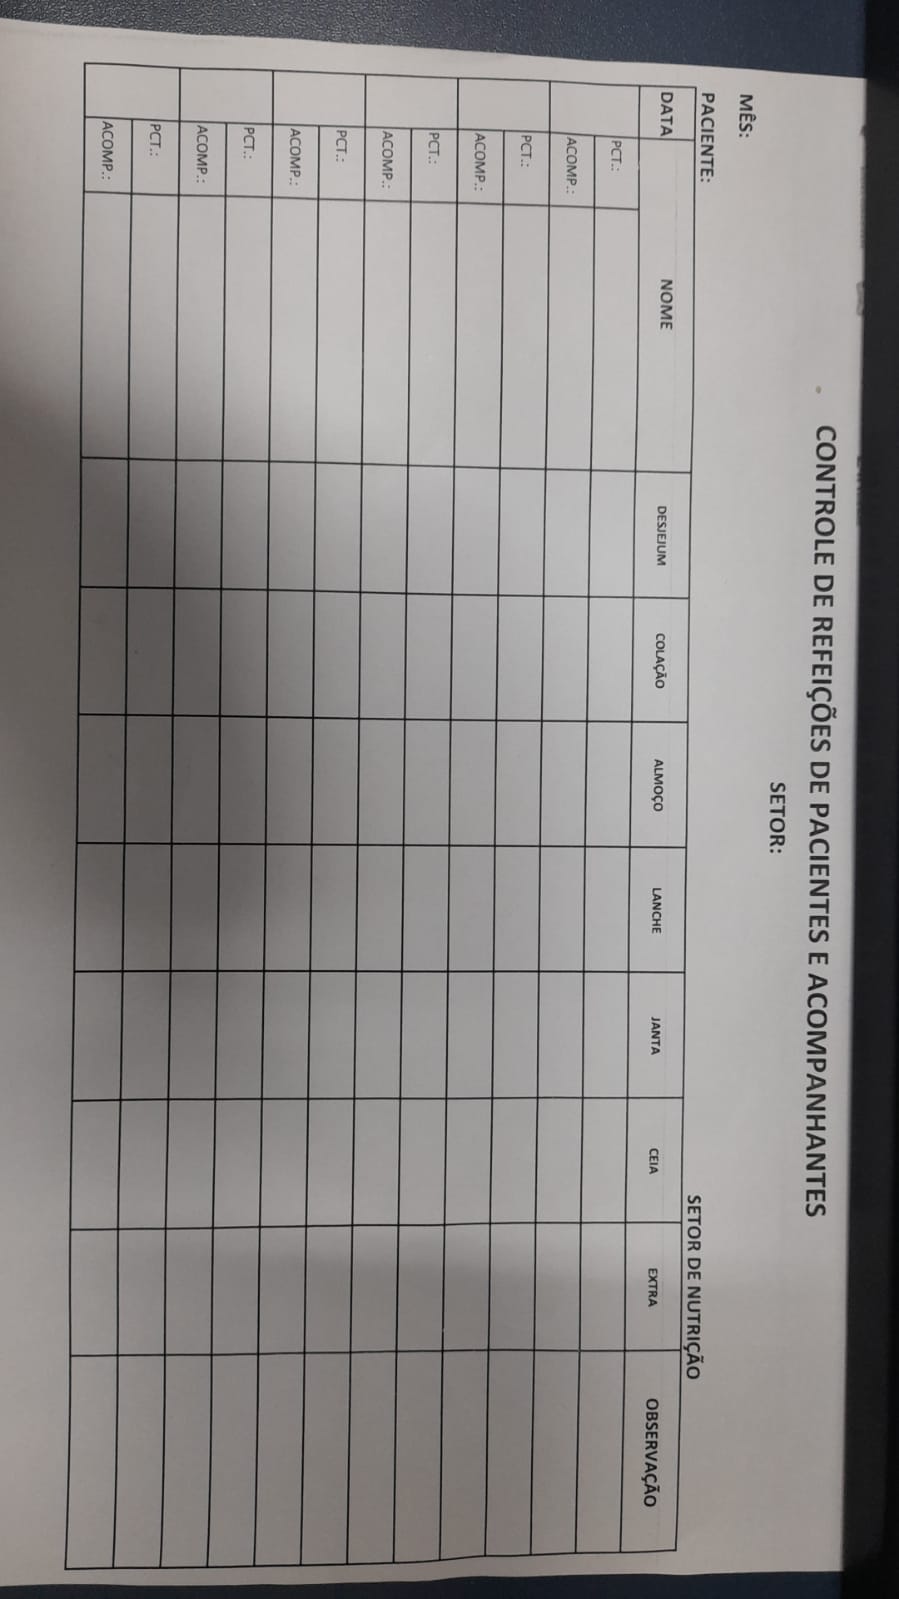 CONTROLE DE REFEIÇÕES DE PACIENTES E ACOMPANHANTES
SETOR:
MÊS:
PACIENTE:
SETOR DE NUTRIÇÃO
DATA NOME DESJEJUM COLAÇÃO ALMOÇO LANCHE JANTA CEIA EXTRA OBSERVAÇÃO
PCT.:
ACOMP.:
PCT.:
ACOMP.:
PCT.:
ACOMP.:
PCT.:
ACOMP.:
PCT.:
ACOMP.:
PCT.:
ACOMP.: